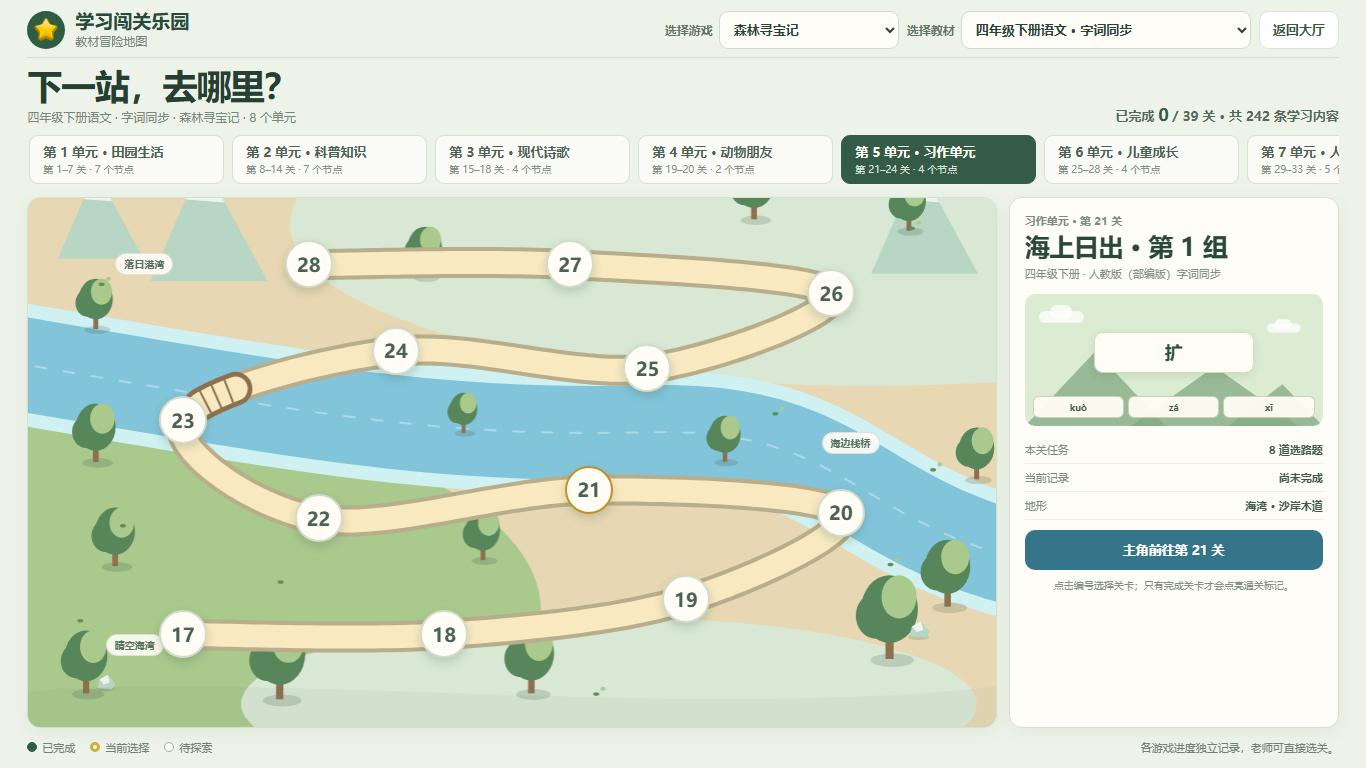 学习闯关乐园
教材冒险地图
选择游戏 森林寻宝记 选择教材 四年级下册语文 • 字词同步 返回大厅
下一站，去哪里？
四年级下册语文 · 字词同步 · 森林寻宝记 · 8 个单元
已完成 0 / 39 关 • 共 242 条学习内容
第 1 单元 • 田园生活
第 1–7 关 · 7 个节点
第 2 单元 • 科普知识
第 8–14 关 · 7 个节点
第 3 单元 • 现代诗歌
第 15–18 关 · 4 个节点
第 4 单元 • 动物朋友
第 19–20 关 · 2 个节点
第 5 单元 • 习作单元
第 21–24 关 · 4 个节点
第 6 单元 • 儿童成长
第 25–28 关 · 4 个节点
第 7 单元 •
第 29–33 关 · 5
落日港湾
28
27
26
24
25
23
海边栈桥
21
22
20
19
晴空海湾
17
18
习作单元 • 第 21 关
海上日出 • 第 1 组
四年级下册 · 人教版（部编版）字词同步
扩
kuò zá xī
本关任务 8 道选路题
当前记录 尚未完成
地形 海湾 • 沙岸木道
主角前往第 21 关
点击编号选择关卡；只有完成关卡才会点亮通关标记。
已完成 当前选择 待探索
各游戏进度独立记录，老师可直接选关。